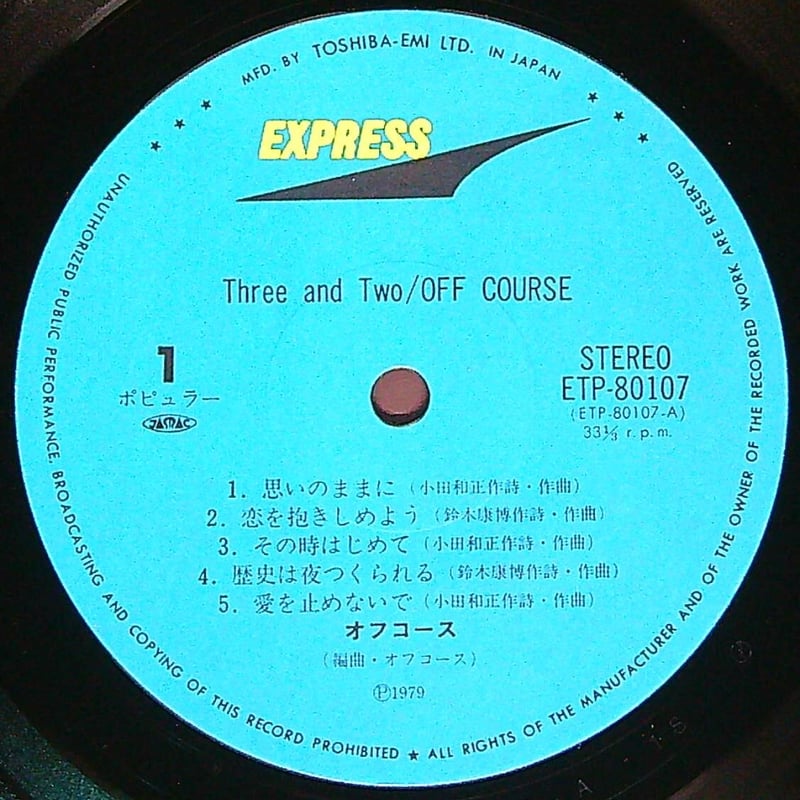 MFD. BY TOSHIBA-EMI LTD. IN JAPAN
EXPRESS
Three and Two/OFF COURSE
1
ポピュラー
JASRAC
STEREO
ETP-80107
(ETP-80107-A)
33⅓ r.p.m.
1. 思いのままに (小田和正作詩・作曲)
2. 恋を抱きしめよう (鈴木康博作詩・作曲)
3. その時はじめて (小田和正作詩・作曲)
4. 歴史は夜つくられる (鈴木康博作詩・作曲)
5. 愛を止めないで (小田和正作詩・作曲)
オフコース
(編曲・オフコース)
Ⓟ1979
UNAUTHORIZED PUBLIC PERFORMANCE, BROADCASTING AND COPYING OF THIS RECORD PROHIBITED ★ ALL RIGHTS OF THE MANUFACTURER AND OF THE OWNER OF THE RECORDED WORK ARE RESERVED